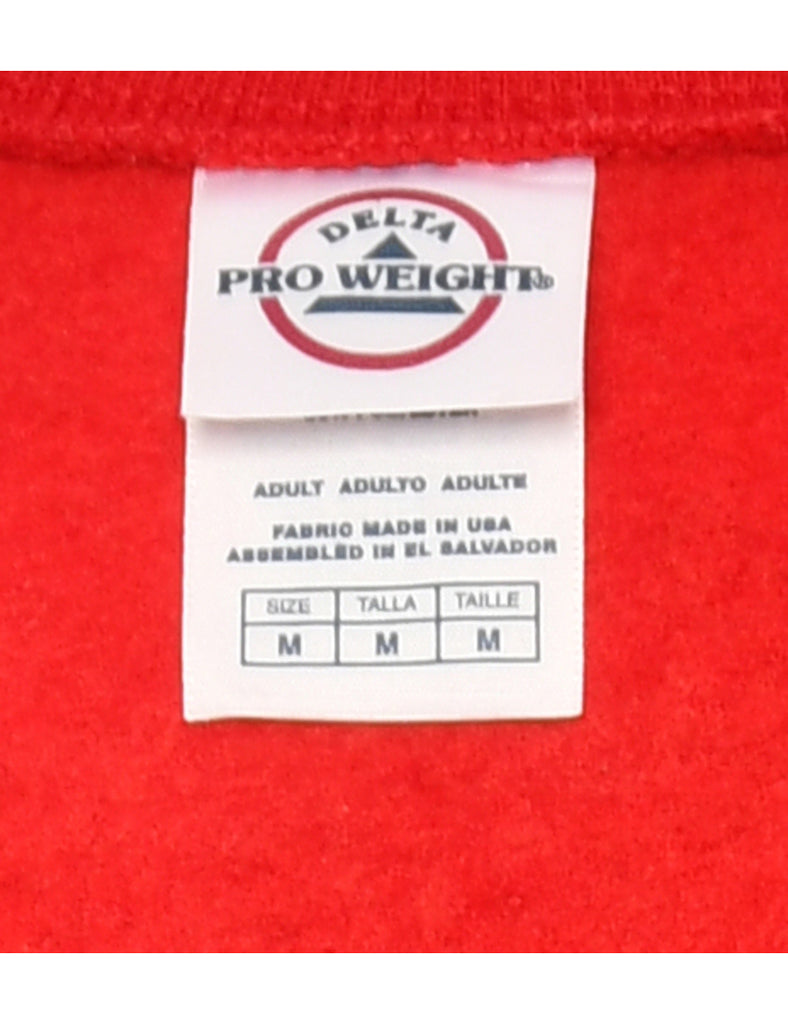 DELTA
PRO WEIGHT®
ADULT ADULTO ADULTE
FABRIC MADE IN USA
ASSEMBLED IN EL SALVADOR
SIZE TALLA TAILLE
M M M